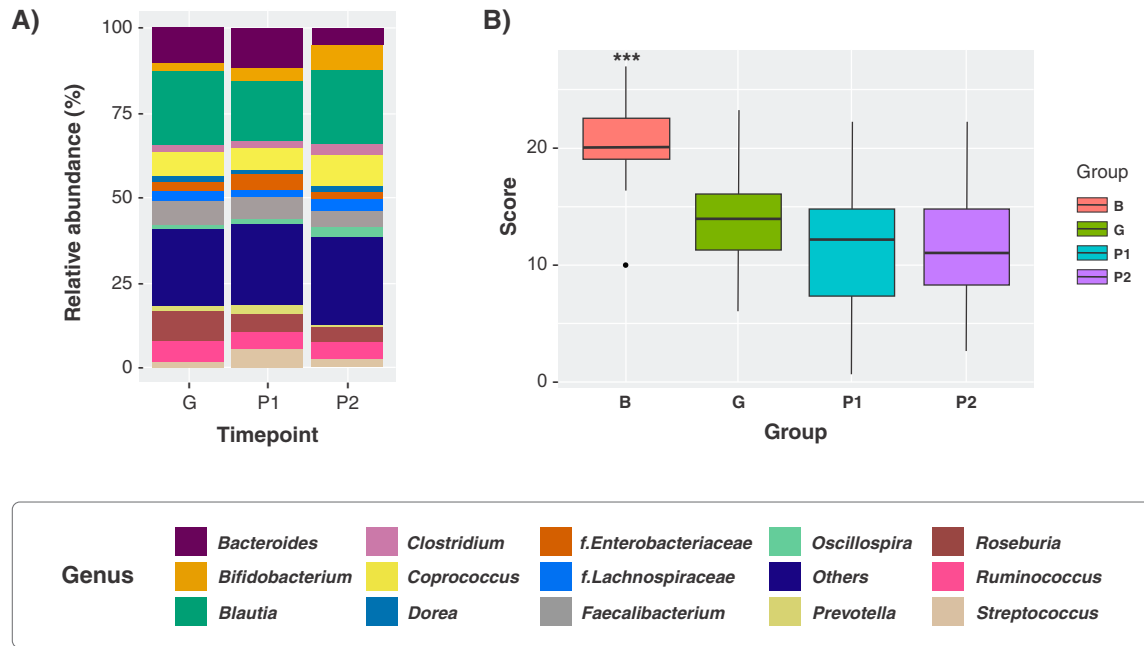 A)
100
75
50
25
0
Relative abundance (%)
G P1 P2
Timepoint
B)
***
20
10
0
Score
B G P1 P2
Group
Group
B
G
P1
P2
Genus
Bacteroides Clostridium f.Enterobacteriaceae Oscillospira Roseburia
Bifidobacterium Coprococcus f.Lachnospiraceae Others Ruminococcus
Blautia Dorea Faecalibacterium Prevotella Streptococcus